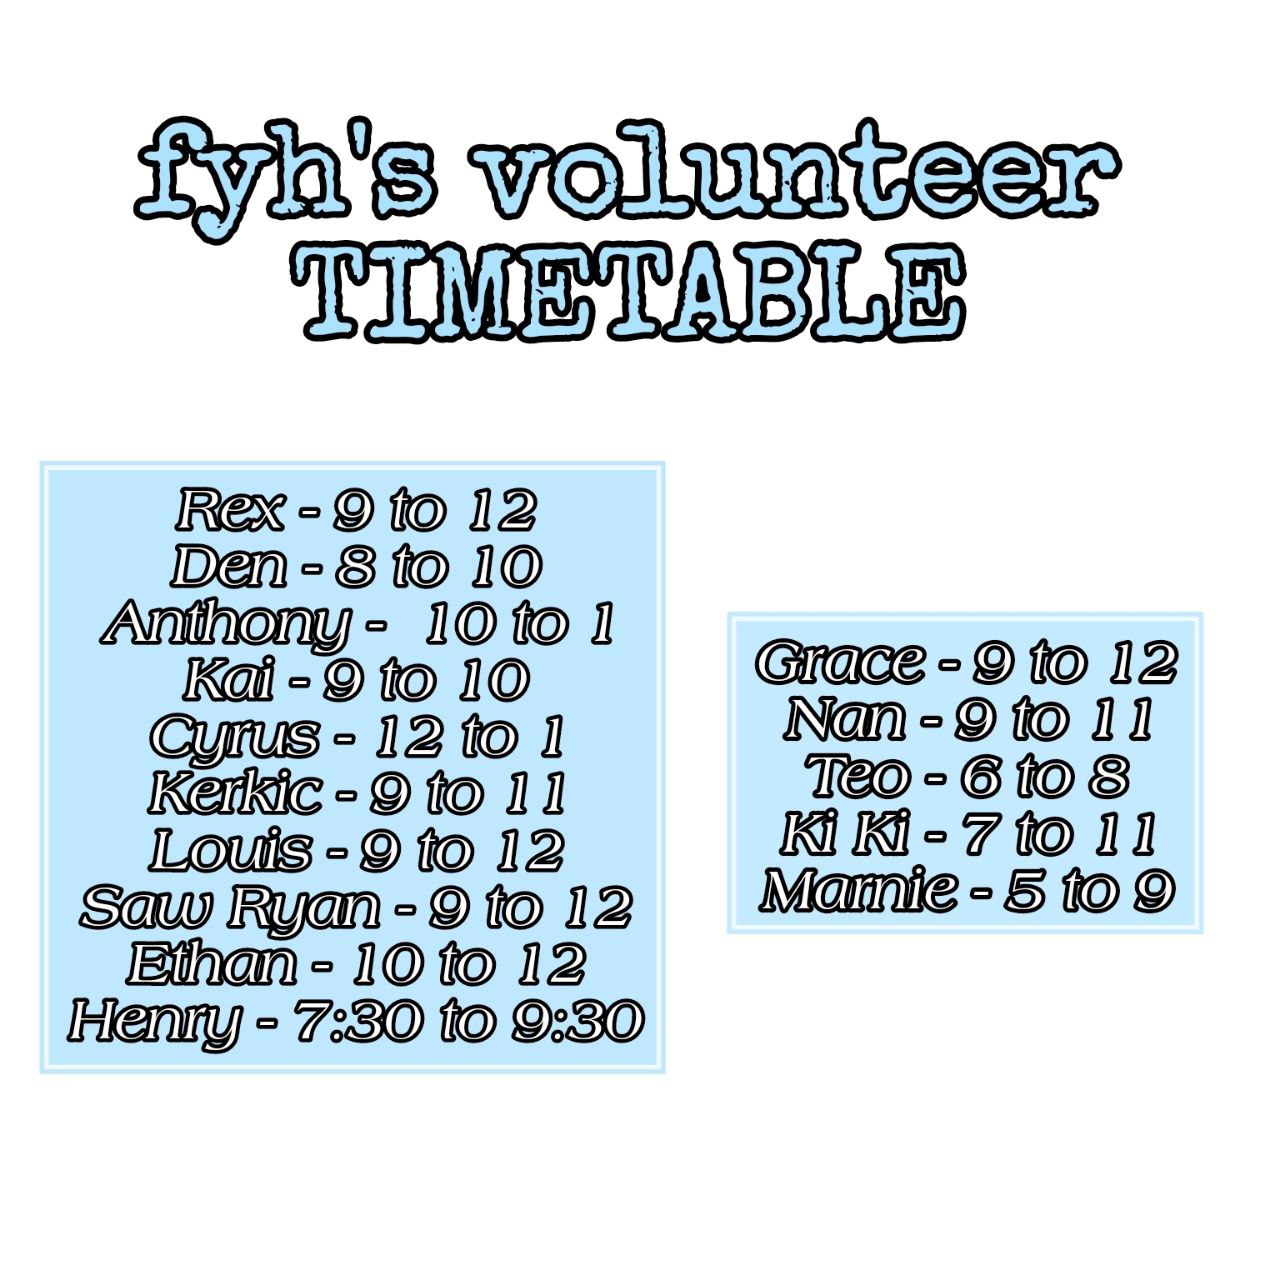 fyh's volunteer
TIMETABLE
Rex - 9 to 12
Den - 8 to 10
Anthony - 10 to 1
Kai - 9 to 10
Cyrus - 12 to 1
Kerkic - 9 to 11
Louis - 9 to 12
Saw Ryan - 9 to 12
Ethan - 10 to 12
Henry - 7:30 to 9:30
Grace - 9 to 12
Nan - 9 to 11
Teo - 6 to 8
Ki Ki - 7 to 11
Marnie - 5 to 9